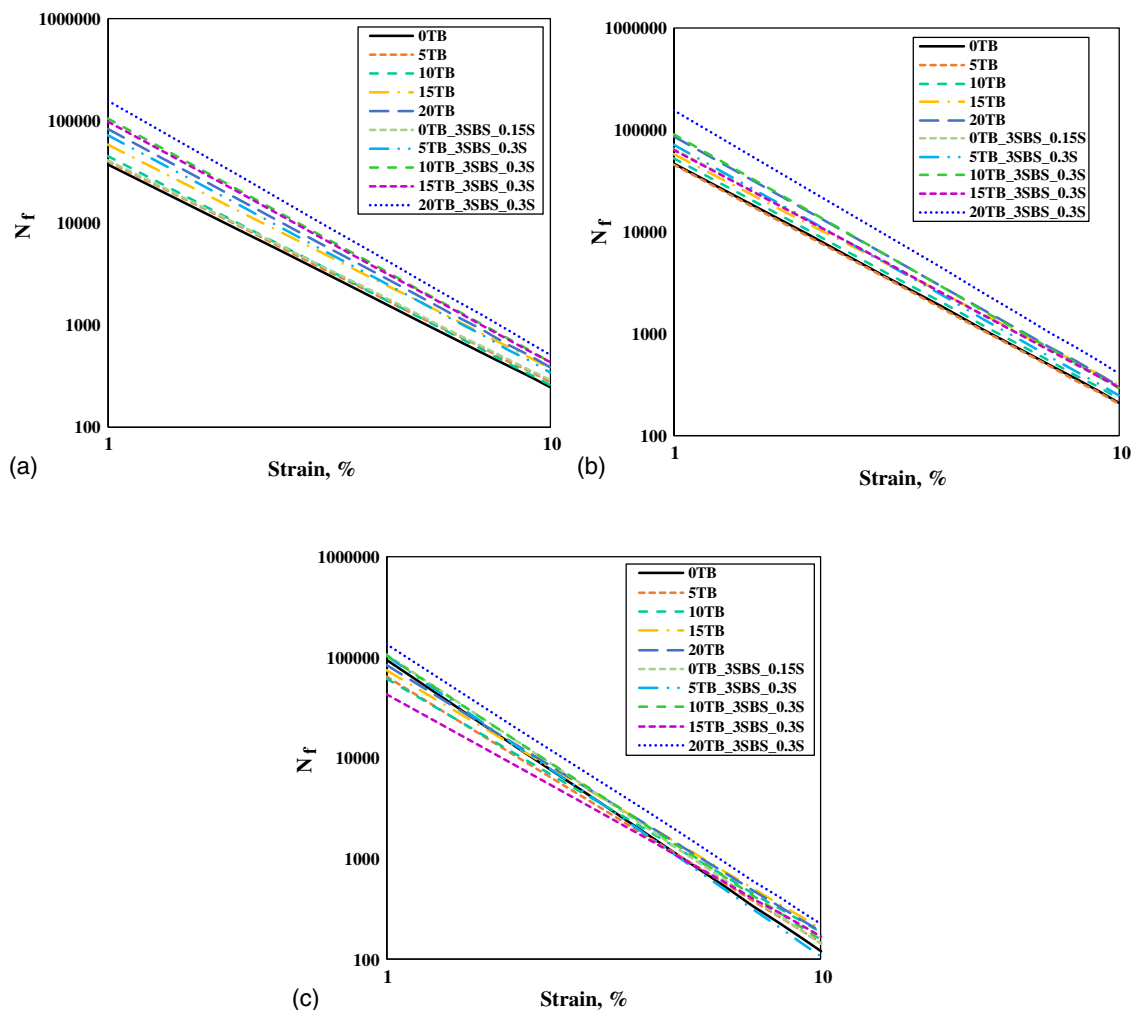 (a)
1000000
100000
10000
1000
100
N f
1
10
Strain, %
0TB
5TB
10TB
15TB
20TB
0TB_3SBS_0.15S
5TB_3SBS_0.3S
10TB_3SBS_0.3S
15TB_3SBS_0.3S
20TB_3SBS_0.3S
(b)
1000000
100000
10000
1000
100
N f
1
10
Strain, %
0TB
5TB
10TB
15TB
20TB
0TB_3SBS_0.15S
5TB_3SBS_0.3S
10TB_3SBS_0.3S
15TB_3SBS_0.3S
20TB_3SBS_0.3S
(c)
1000000
100000
10000
1000
100
N f
1
10
Strain, %
0TB
5TB
10TB
15TB
20TB
0TB_3SBS_0.15S
5TB_3SBS_0.3S
10TB_3SBS_0.3S
15TB_3SBS_0.3S
20TB_3SBS_0.3S